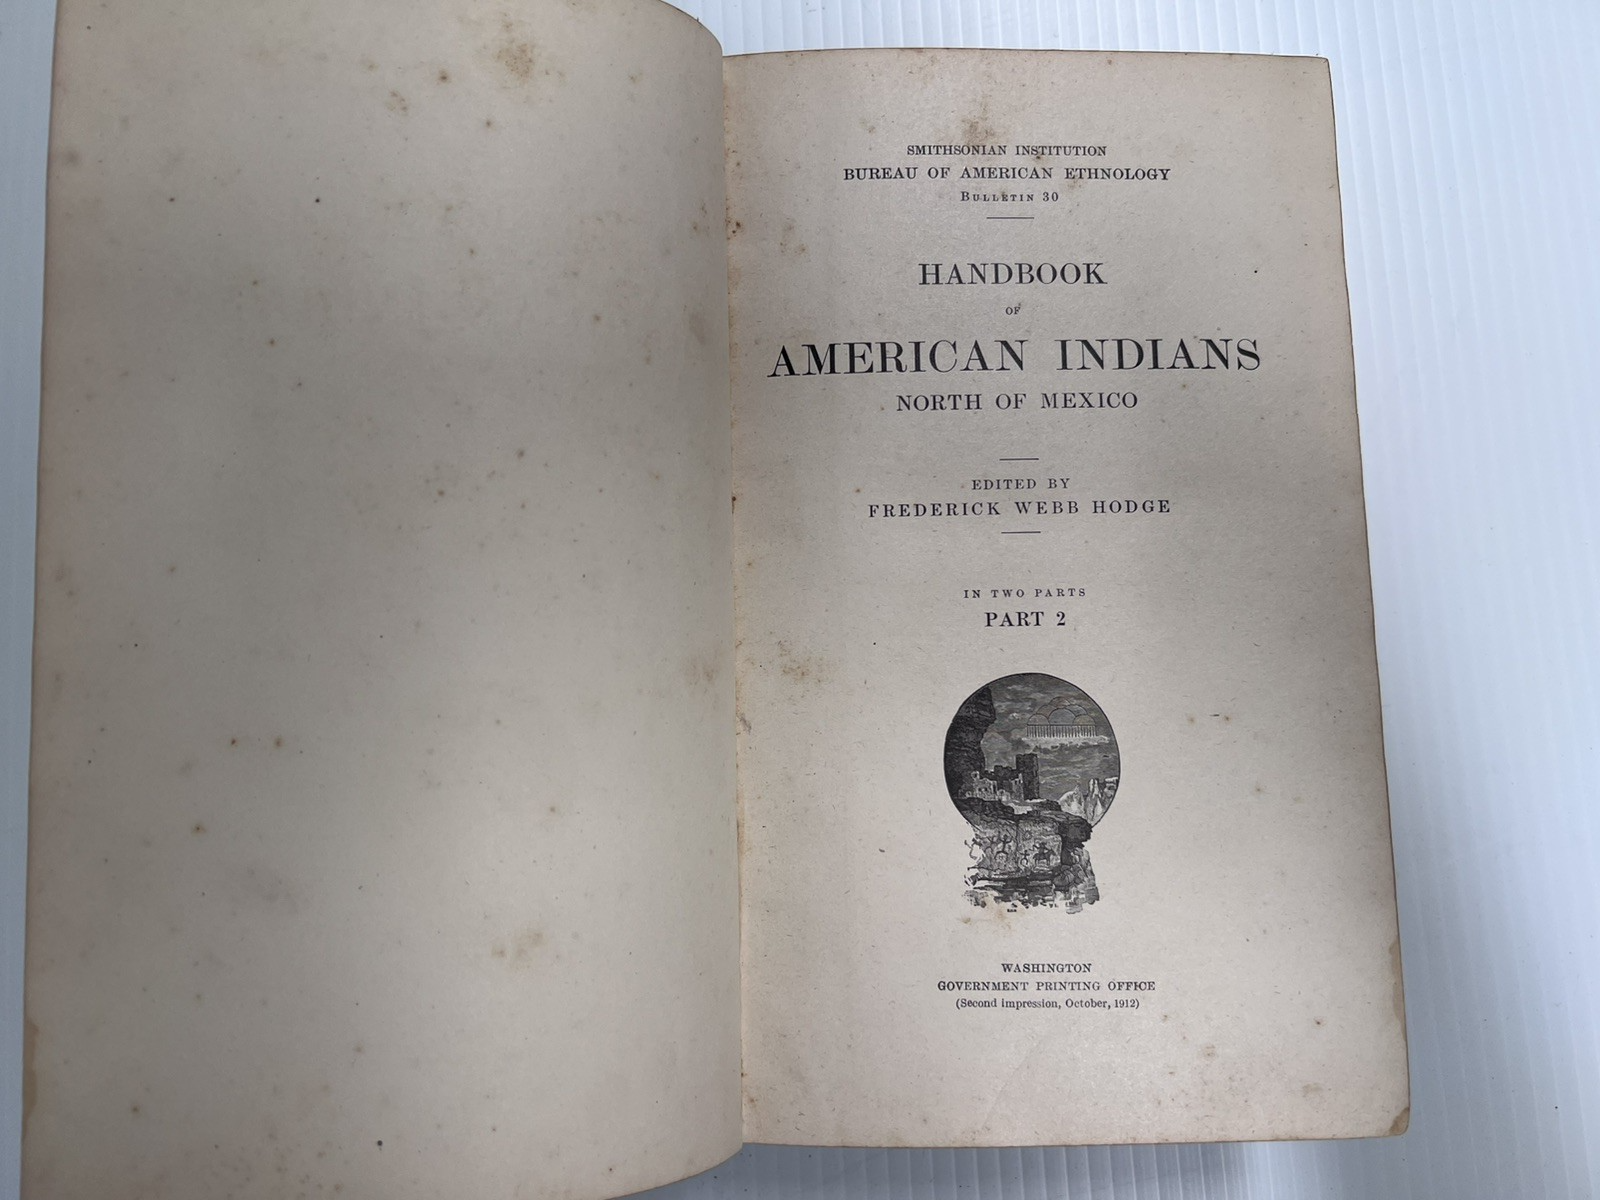 SMITHSONIAN INSTITUTION
BUREAU OF AMERICAN ETHNOLOGY
BULLETIN 30
HANDBOOK
OF
AMERICAN INDIANS
NORTH OF MEXICO
EDITED BY
FREDERICK WEBB HODGE
IN TWO PARTS
PART 2
WASHINGTON
GOVERNMENT PRINTING OFFICE
(Second impression, October, 1912)